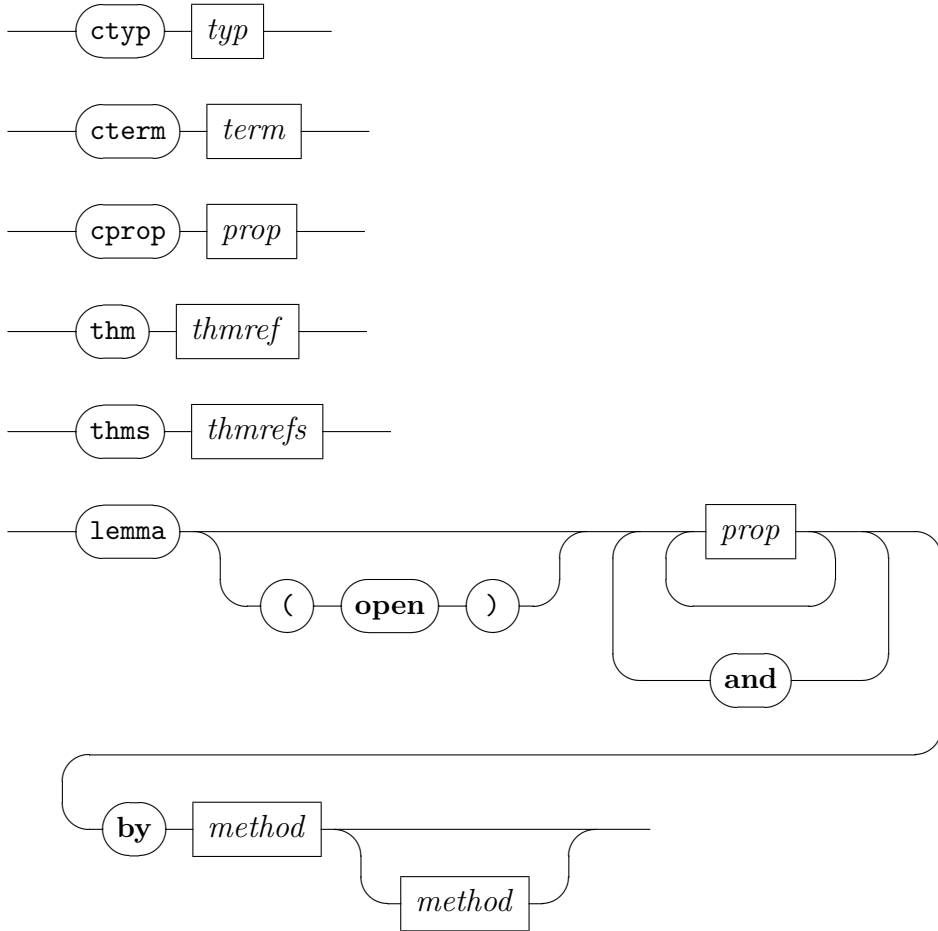 ctyp typ
cterm term
cprop prop
thm thmref
thms thmrefs
lemma prop
( open )
and
by method
method